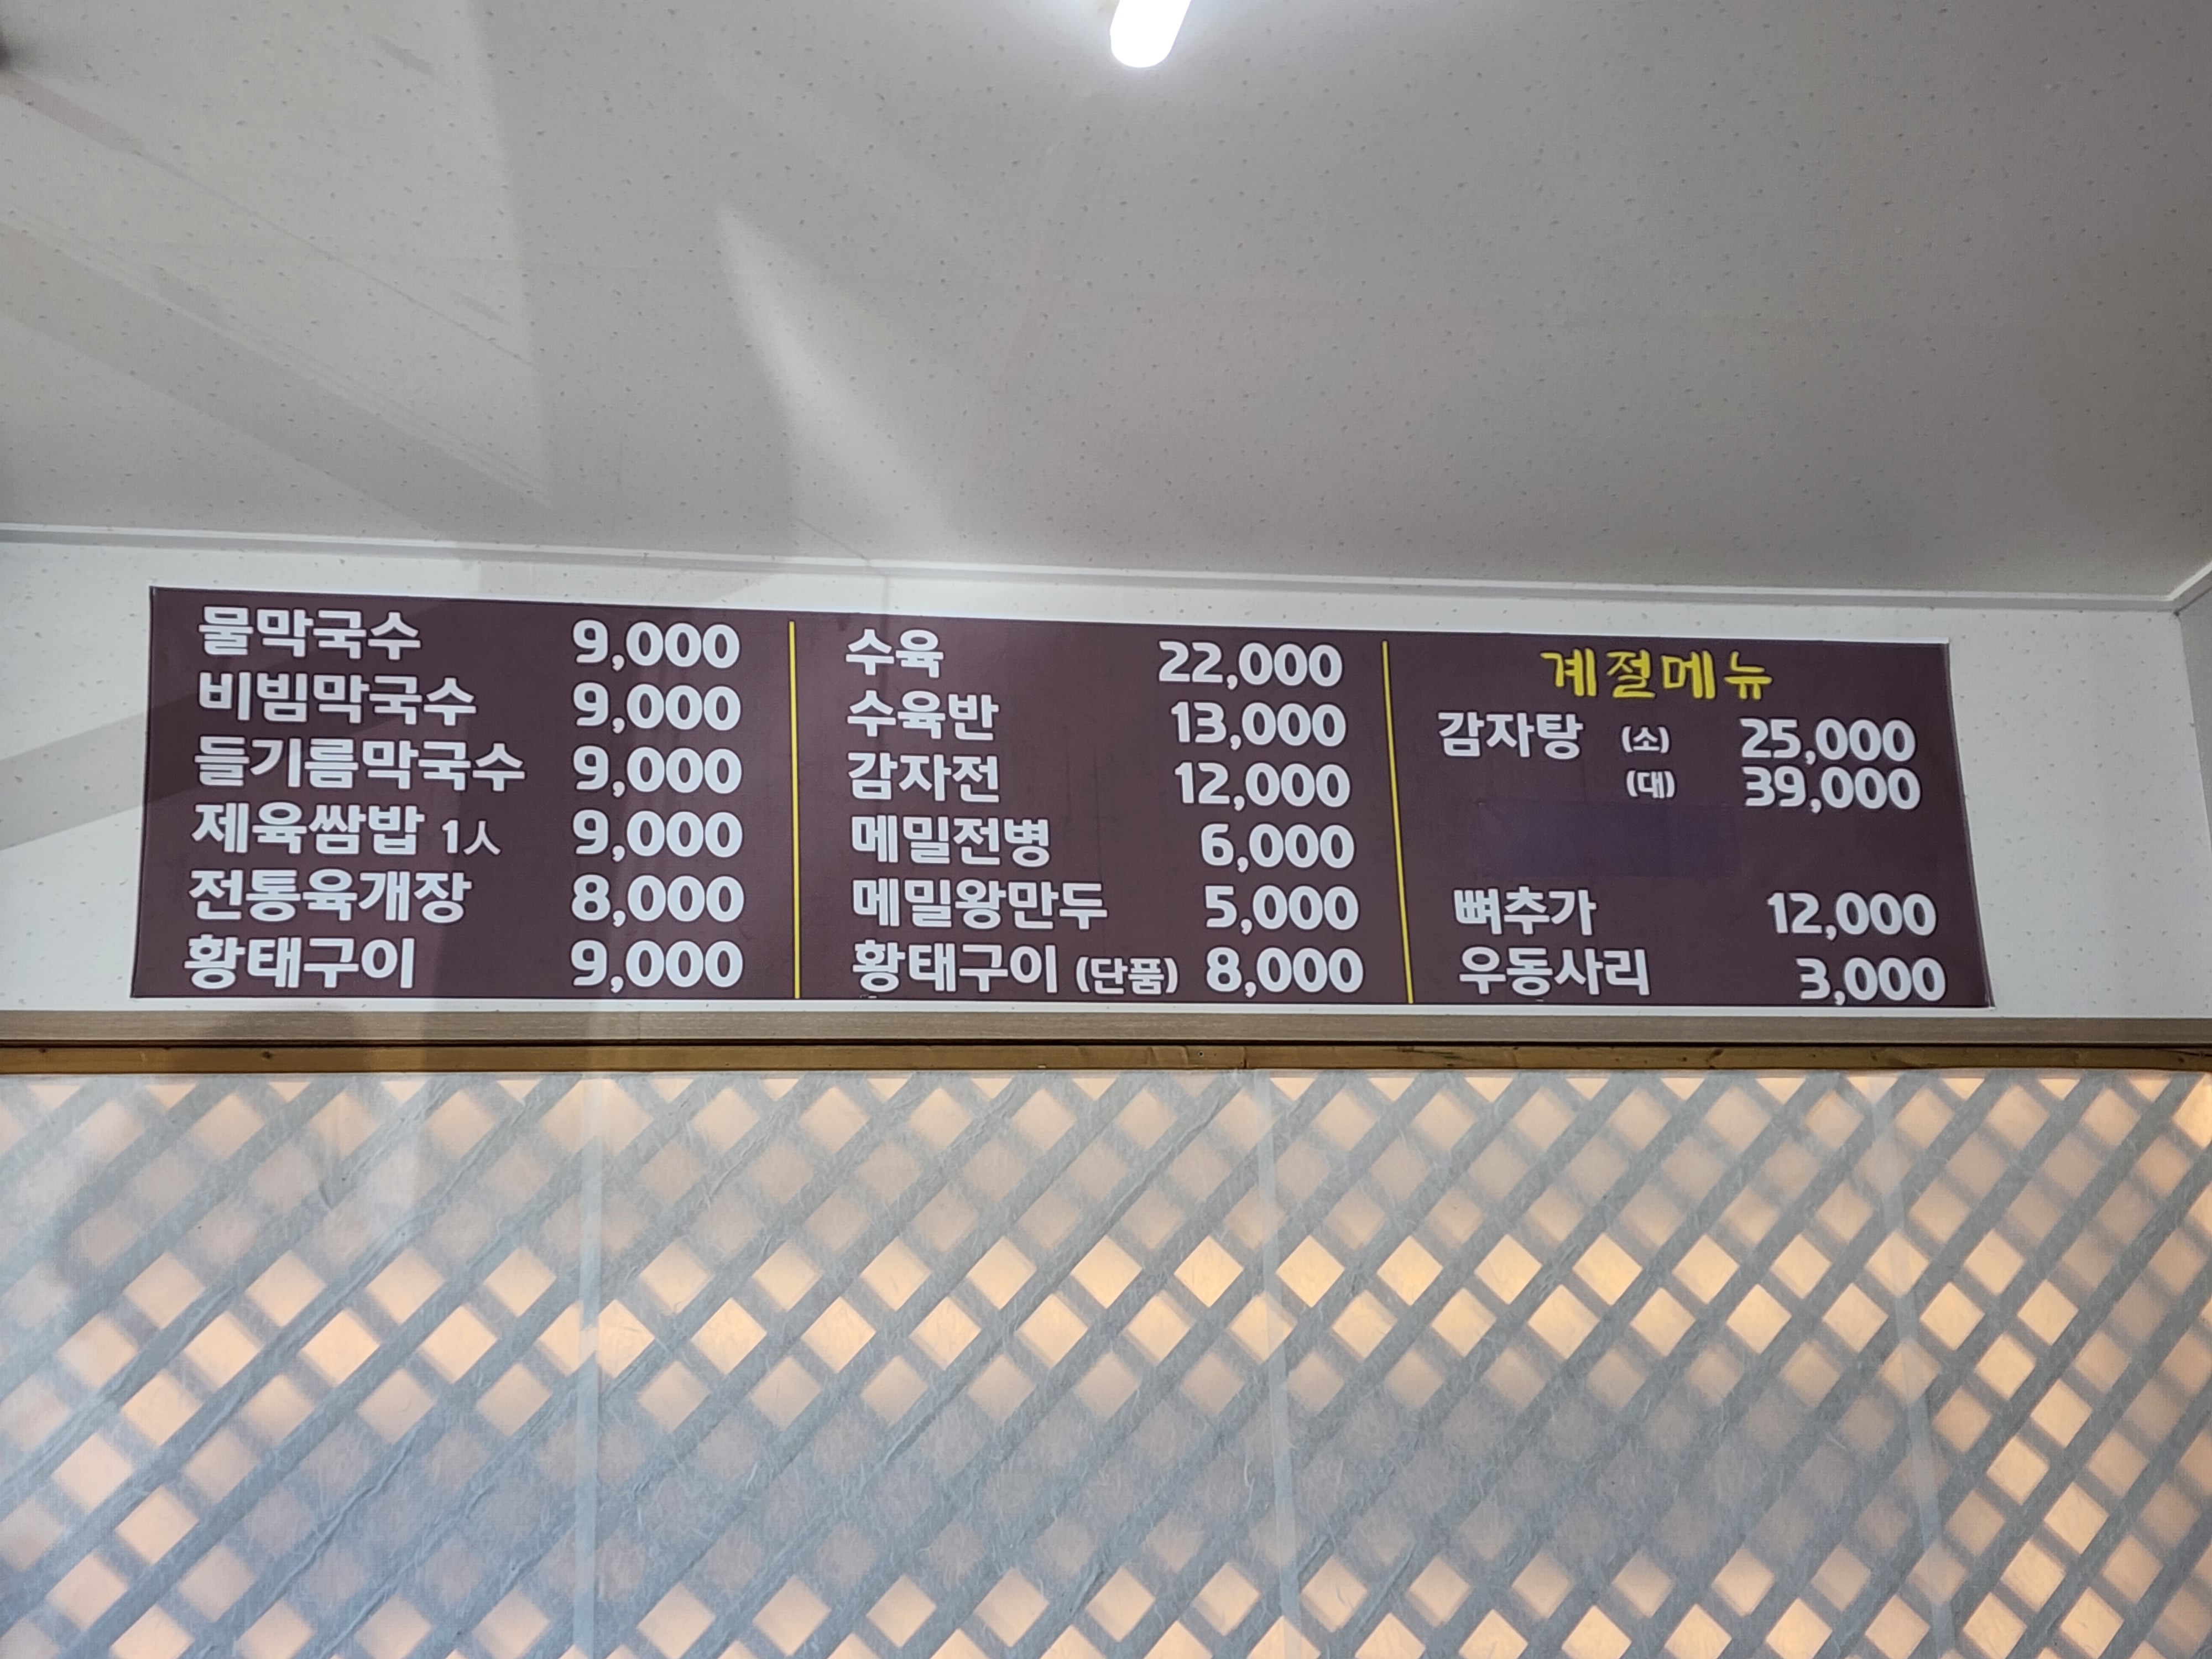 물막국수 9,000
비빔막국수 9,000
들기름막국수 9,000
제육쌈밥 1人 9,000
전통육개장 8,000
황태구이 9,000
수육 22,000
수육반 13,000
감자전 12,000
메밀전병 6,000
메밀왕만두 5,000
황태구이 (단품) 8,000
계절메뉴
감자탕 (소) 25,000
(대) 39,000
뼈추가 12,000
우동사리 3,000